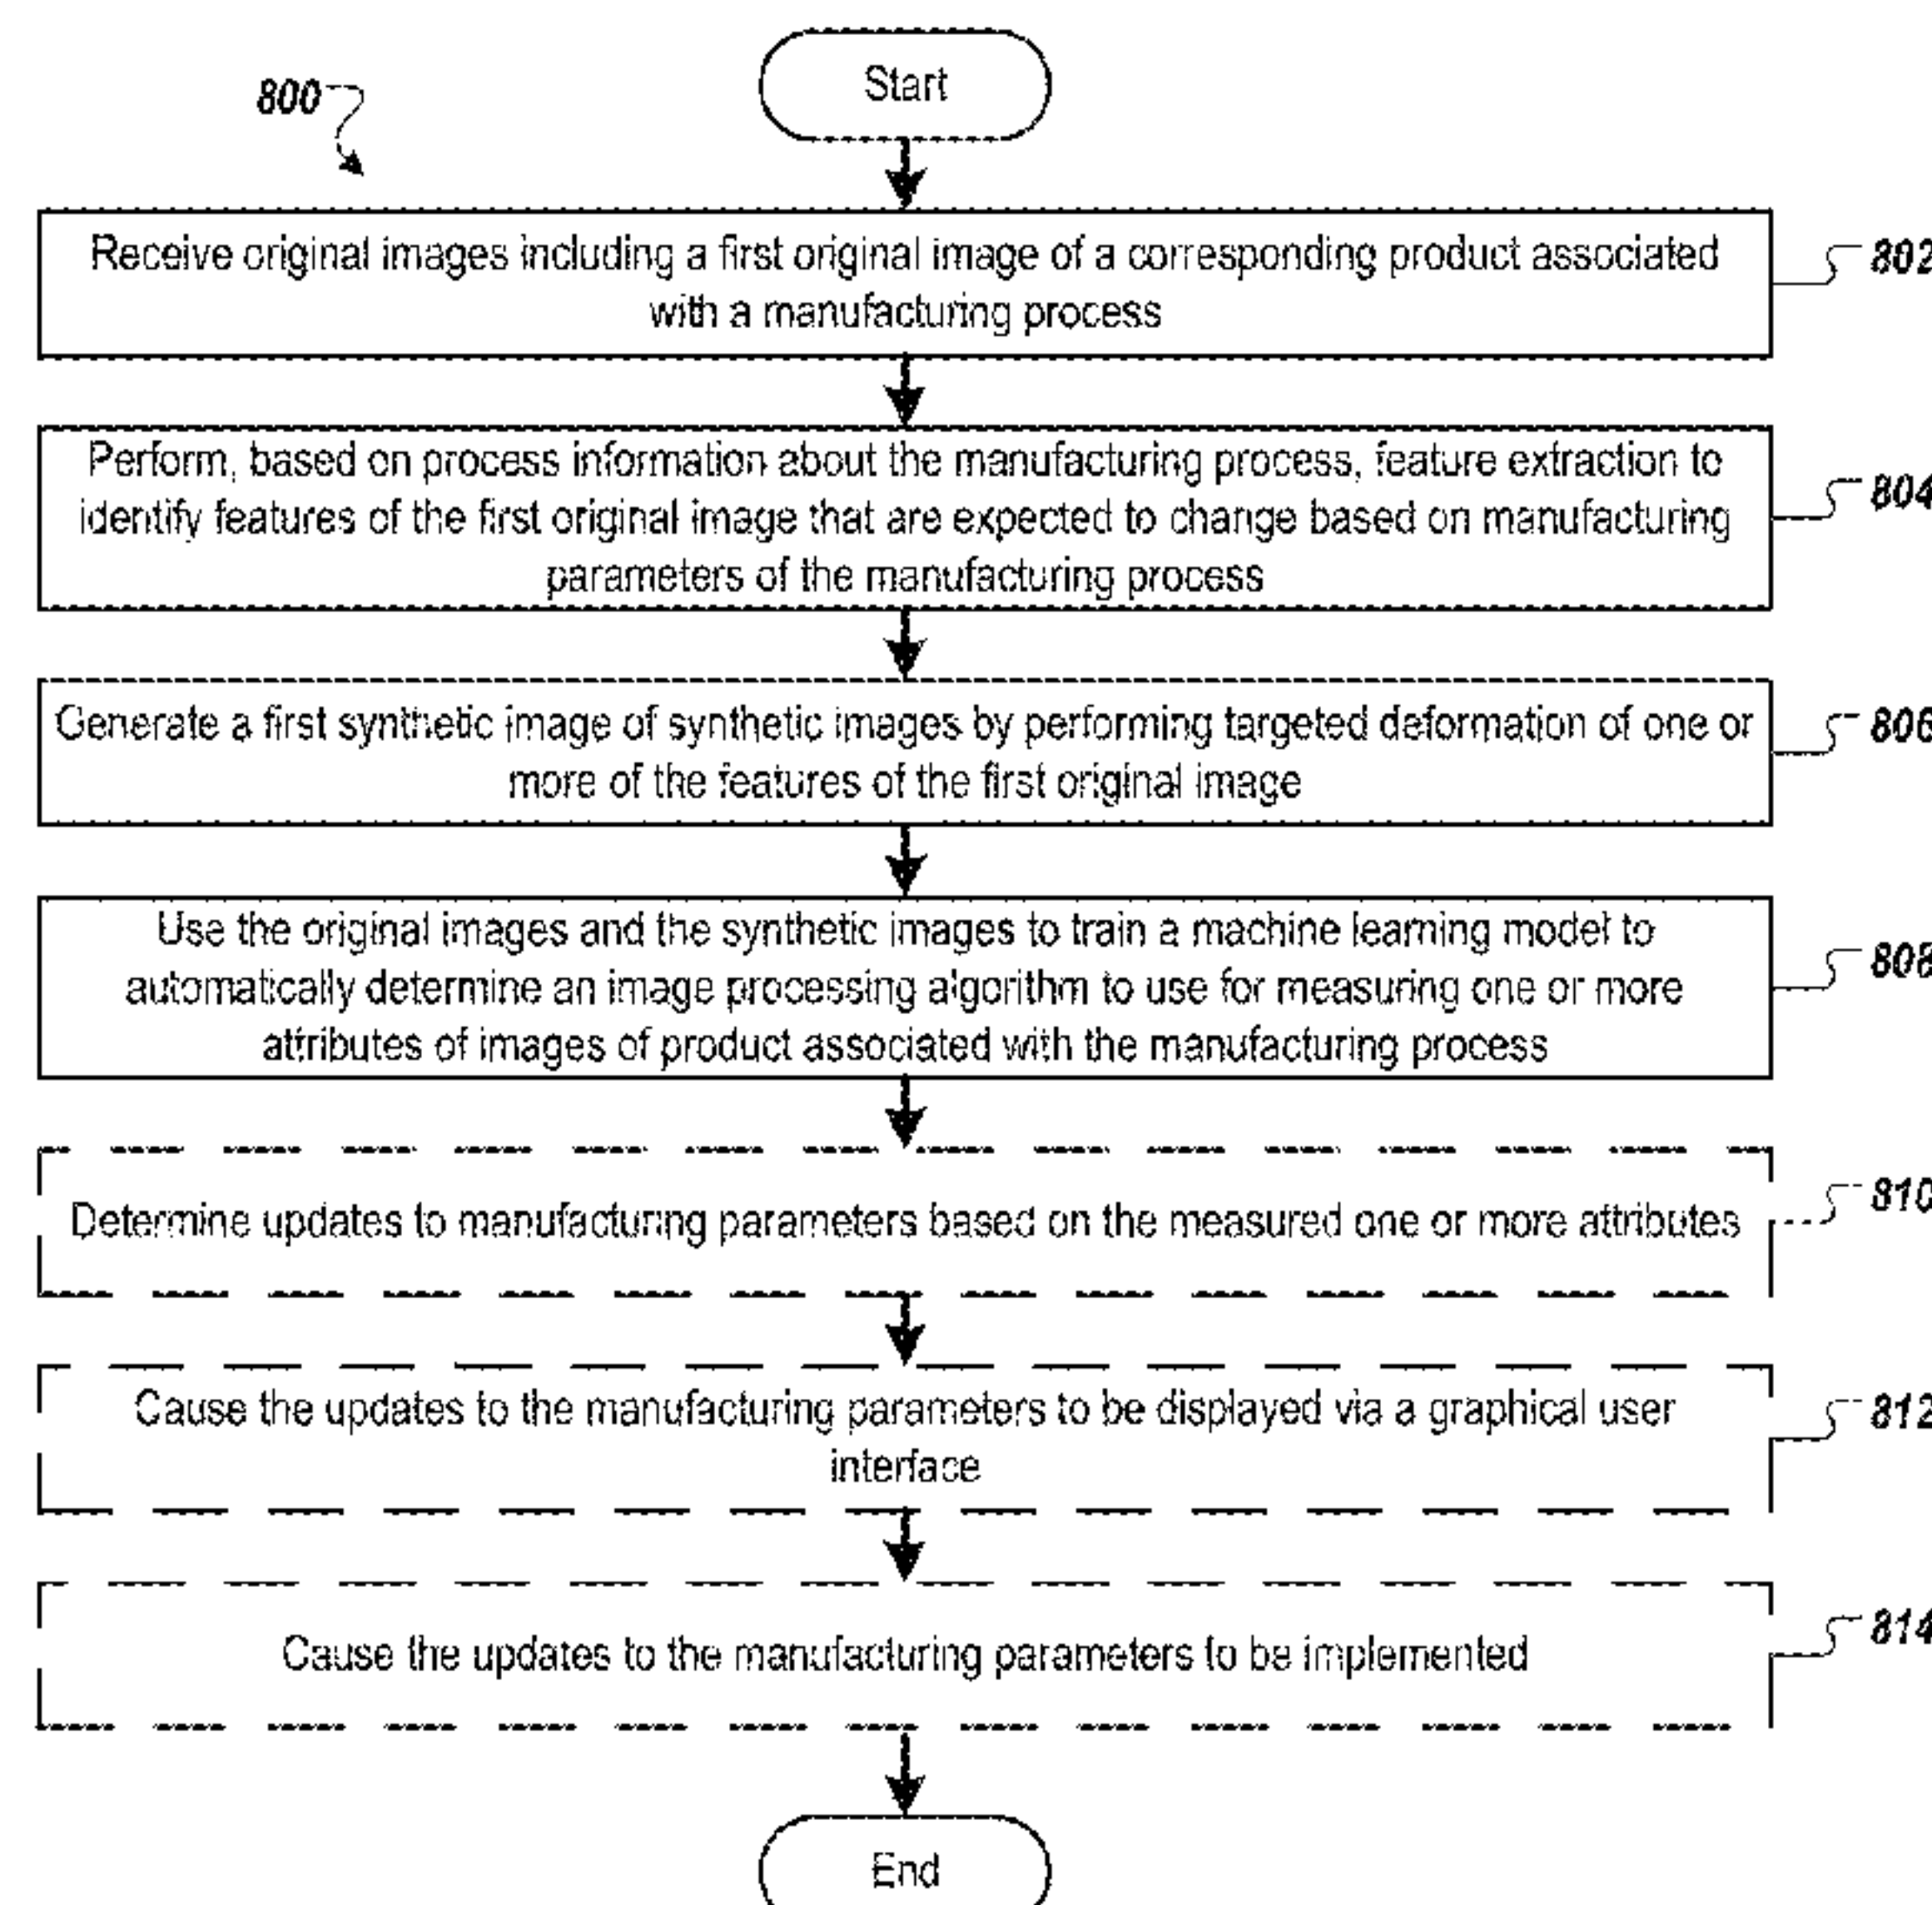 Start
800
Receive original images including a first original image of a corresponding product associated
with a manufacturing process
802
Perform, based on process information about the manufacturing process, feature extraction to
identify features of the first original image that are expected to change based on manufacturing
parameters of the manufacturing process
804
Generate a first synthetic image of synthetic images by performing targeted deformation of one or
more of the features of the first original image
806
Use the original images and the synthetic images to train a machine learning model to
automatically determine an image processing algorithm to use for measuring one or more
attributes of images of product associated with the manufacturing process
808
Determine updates to manufacturing parameters based on the measured one or more attributes
810
Cause the updates to the manufacturing parameters to be displayed via a graphical user
interface
812
Cause the updates to the manufacturing parameters to be implemented
814
End